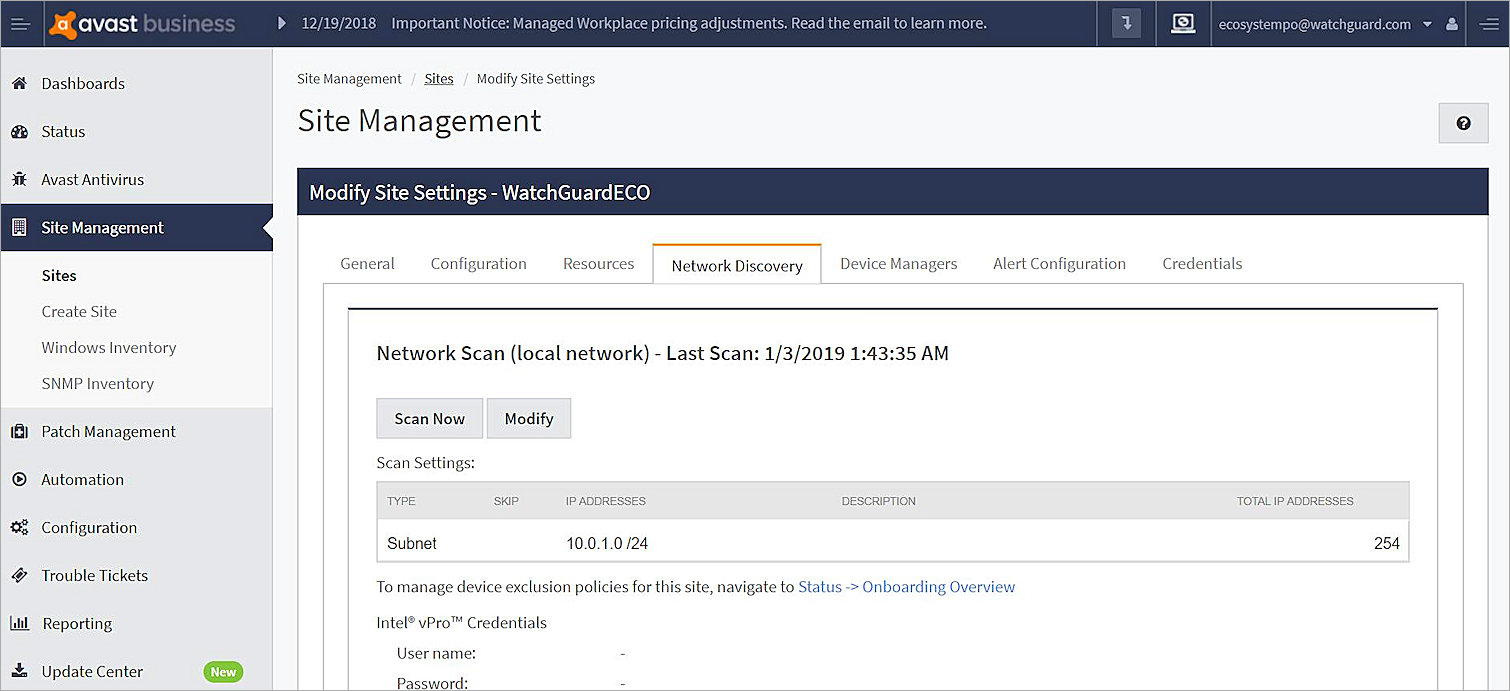 avast business
12/19/2018 Important Notice: Managed Workplace pricing adjustments. Read the email to learn more.
ecosystempo@watchguard.com
Dashboards
Status
Avast Antivirus
Site Management
Sites
Create Site
Windows Inventory
SNMP Inventory
Patch Management
Automation
Configuration
Trouble Tickets
Reporting
Update Center New
Site Management / Sites / Modify Site Settings
Site Management
Modify Site Settings - WatchGuardECO
General Configuration Resources Network Discovery Device Managers Alert Configuration Credentials
Network Scan (local network) - Last Scan: 1/3/2019 1:43:35 AM
Scan Now Modify
Scan Settings:
TYPE SKIP IP ADDRESSES DESCRIPTION TOTAL IP ADDRESSES
Subnet 10.0.1.0 /24 254
To manage device exclusion policies for this site, navigate to Status -> Onboarding Overview
Intel® vPro™ Credentials
User name: -
Password: -